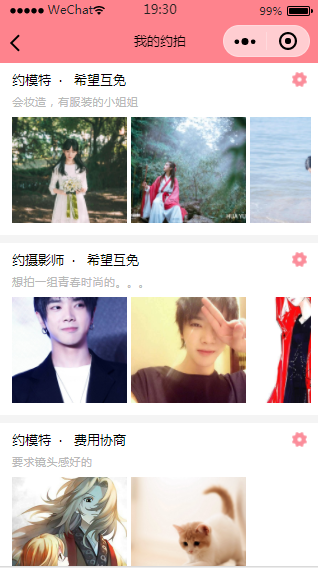 WeChat 19:30 99%
我的约拍
约模特 · 希望互免
会妆造，有服装的小姐姐
约摄影师 · 希望互免
想拍一组青春时尚的。。。
约模特 · 费用协商
要求镜头感好的